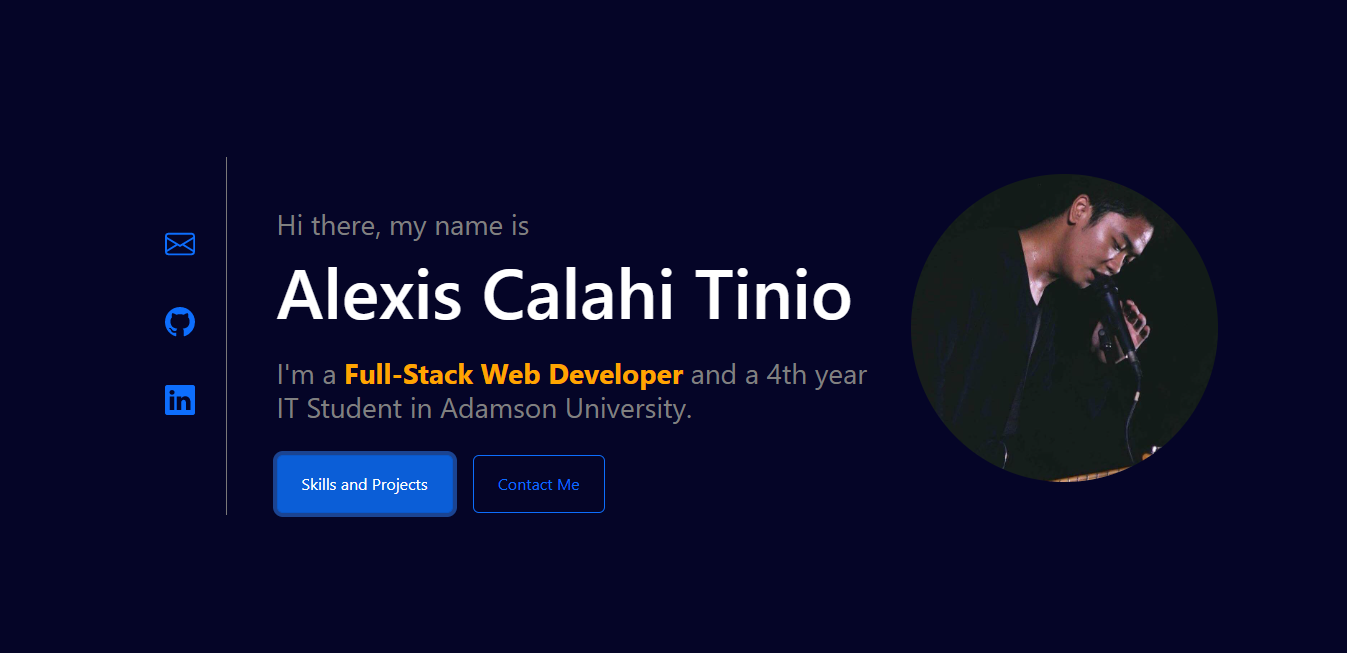 Hi there, my name is
Alexis Calahi Tinio
I'm a Full-Stack Web Developer and a 4th year
IT Student in Adamson University.
Skills and Projects
Contact Me
in